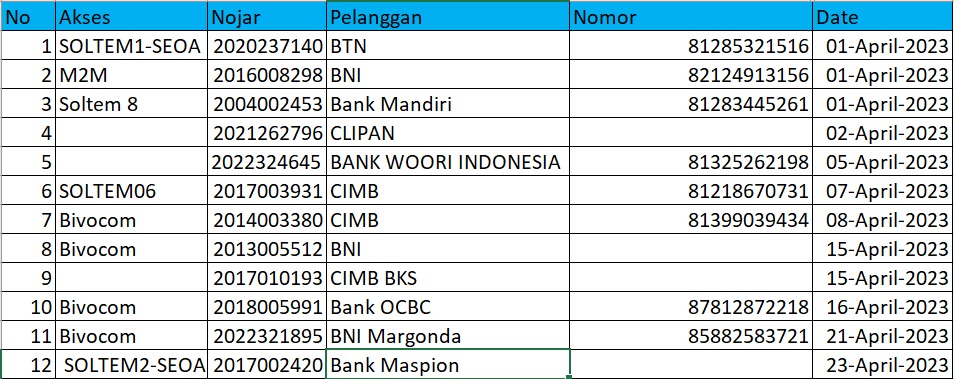 No Akses Nojar Pelanggan Nomor Date
1 SOLTEM1-SEOA 2020237140 BTN 81285321516 01-April-2023
2 M2M 2016008298 BNI 82124913156 01-April-2023
3 Soltem 8 2004002453 Bank Mandiri 81283445261 01-April-2023
4 2021262796 CLIPAN 02-April-2023
5 2022324645 BANK WOORI INDONESIA 81325262198 05-April-2023
6 SOLTEM06 2017003931 CIMB 81218670731 07-April-2023
7 Bivocom 2014003380 CIMB 81399039434 08-April-2023
8 Bivocom 2013005512 BNI 15-April-2023
9 2017010193 CIMB BKS 15-April-2023
10 Bivocom 2018005991 Bank OCBC 87812872218 16-April-2023
11 Bivocom 2022321895 BNI Margonda 85882583721 21-April-2023
12 SOLTEM2-SEOA 2017002420 Bank Maspion 23-April-2023